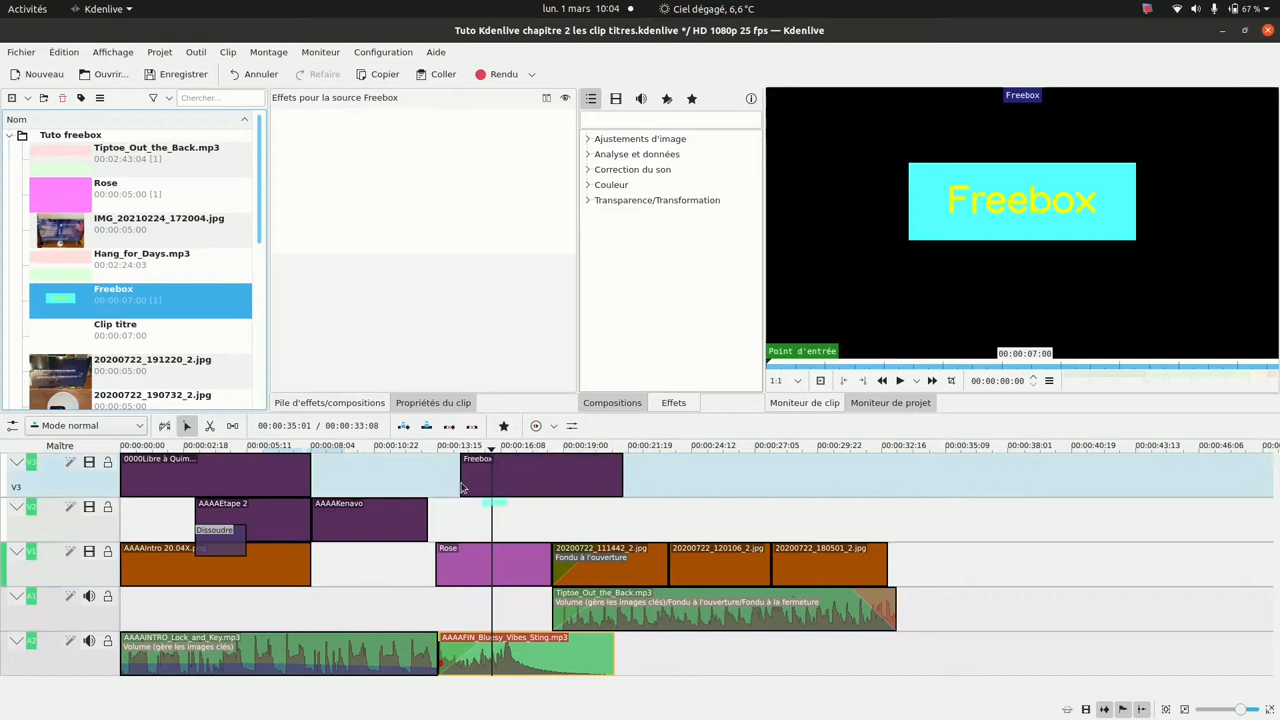 Activités
Kdenlive
lun. 1 mars  10:04
Ciel dégagé, 6,6°C
67 %
Tuto Kdenlive chapitre 2 les clip titres.kdenlive */ HD 1080p 25 fps — Kdenlive
Fichier Édition Affichage Projet Outil Clip Montage Moniteur Configuration Aide
Nouveau Ouvrir... Enregistrer Annuler Refaire Copier Coller Rendu
Chercher...
Effets pour la source Freebox
Nom
Tuto freebox
Tiptoe_Out_the_Back.mp3
00:02:43:04 [1]
Rose
00:00:05:00 [1]
IMG_20210224_172004.jpg
00:00:05:00
Hang_for_Days.mp3
00:02:24:03
Freebox
00:00:07:00 [1]
Clip titre
00:00:07:00
20200722_191220_2.jpg
00:00:05:00
20200722_190732_2.jpg
00:00:05:00
Pile d'effets/compositions
Propriétés du clip
Ajustements d'image
Analyse et données
Correction du son
Couleur
Transparence/Transformation
Compositions
Effets
Freebox
Freebox
Point d'entrée
00:00:07:00
1:1
00:00:00:00
Moniteur de clip
Moniteur de projet
Mode normal
00:00:35:01 / 00:00:33:08
Maître
00:00:00:00 00:00:02:18 00:00:05:11 00:00:08:04 00:00:10:22 00:00:13:15 00:00:16:08 00:00:19:00 00:00:21:19 00:00:24:12 00:00:27:05 00:00:29:22 00:00:32:16 00:00:35:09 00:00:38:01 00:00:40:20 00:00:43:13 00:00:46:06 00:00
V3
V3
0000Libre à Quim...
Freebox
V2
AAAAEtape 2
AAAAKenavo
Dissoudre
V1
AAAAIntro 20.04X.png
Rose
20200722_111442_2.jpg
Fondu à l'ouverture
20200722_120106_2.jpg
20200722_180501_2.jpg
A1
Tiptoe_Out_the_Back.mp3
Volume (gère les images clés)/Fondu à l'ouverture/Fondu à la fermeture
A2
AAAAINTRO_Lock_and_Key.mp3
Volume (gère les images clés)
AAAAFIN_Bluesy_Vibes_Sting.mp3